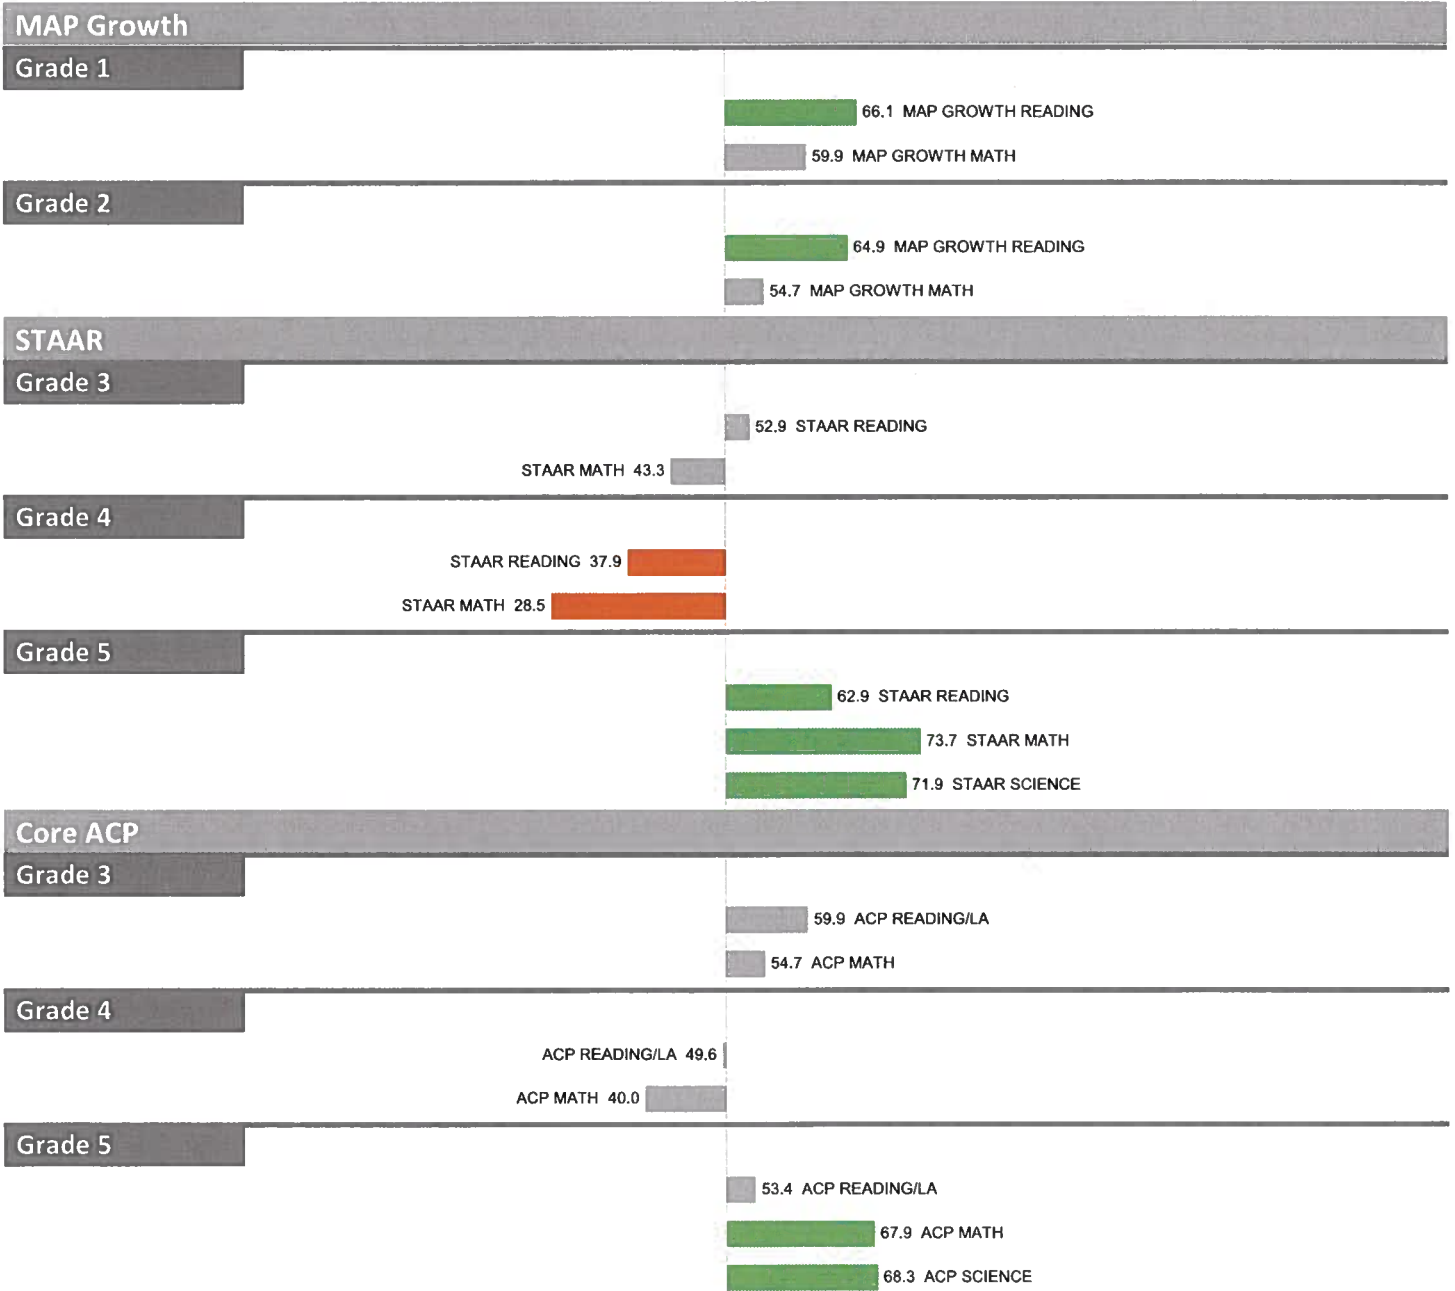 MAP Growth
Grade 1
66.1 MAP GROWTH READING
59.9 MAP GROWTH MATH
Grade 2
64.9 MAP GROWTH READING
54.7 MAP GROWTH MATH
STAAR
Grade 3
52.9 STAAR READING
STAAR MATH 43.3
Grade 4
STAAR READING 37.9
STAAR MATH 28.5
Grade 5
62.9 STAAR READING
73.7 STAAR MATH
71.9 STAAR SCIENCE
Core ACP
Grade 3
59.9 ACP READING/LA
54.7 ACP MATH
Grade 4
ACP READING/LA 49.6
ACP MATH 40.0
Grade 5
53.4 ACP READING/LA
67.9 ACP MATH
68.3 ACP SCIENCE